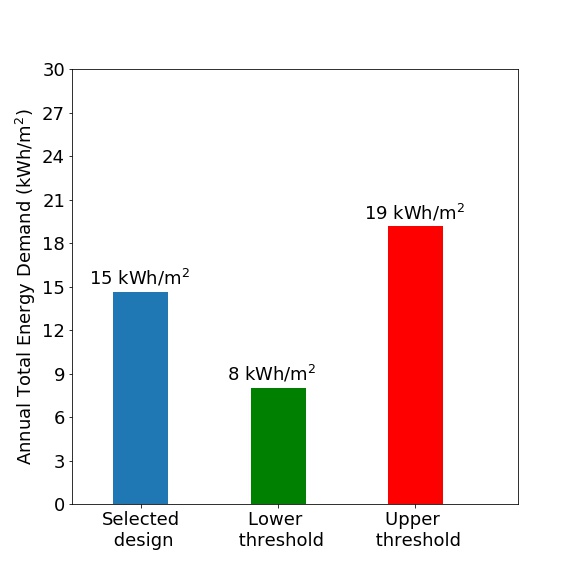 Annual Total Energy Demand (kWh/m²)
30
27
24
21
18
15
12
9
6
3
0
15 kWh/m²
8 kWh/m²
19 kWh/m²
Selected
design
Lower
threshold
Upper
threshold